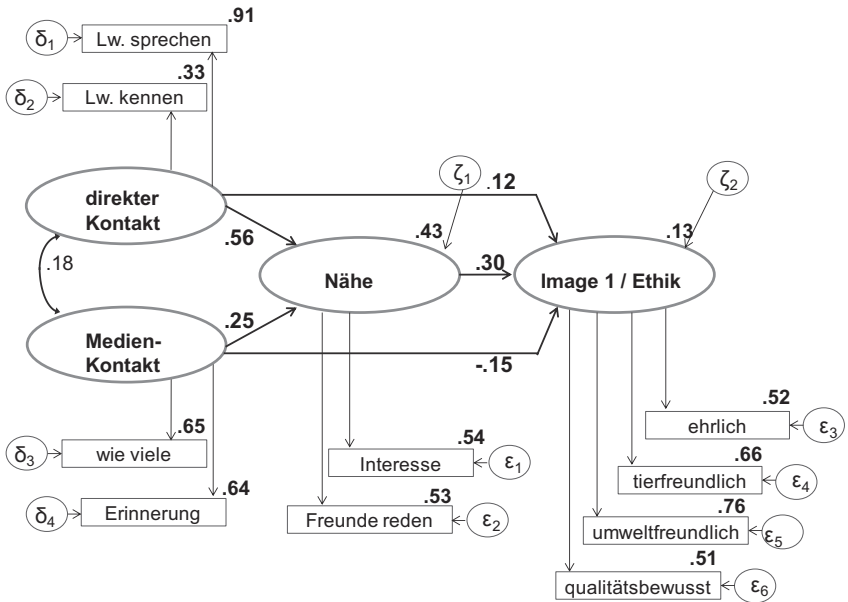 .91
δ1
Lw. sprechen
.33
δ2
Lw. kennen
direkter
Kontakt
.12
ζ1
ζ2
.56
.43
.13
.18
Nähe
.30
Image 1 / Ethik
.25
Medien-
Kontakt
-.15
.65
δ3
wie viele
.64
δ4
Erinnerung
.54
Interesse
ε1
.53
Freunde reden
ε2
.52
ehrlich
ε3
.66
tierfreundlich
ε4
.76
umweltfreundlich
ε5
.51
qualitätsbewusst
ε6